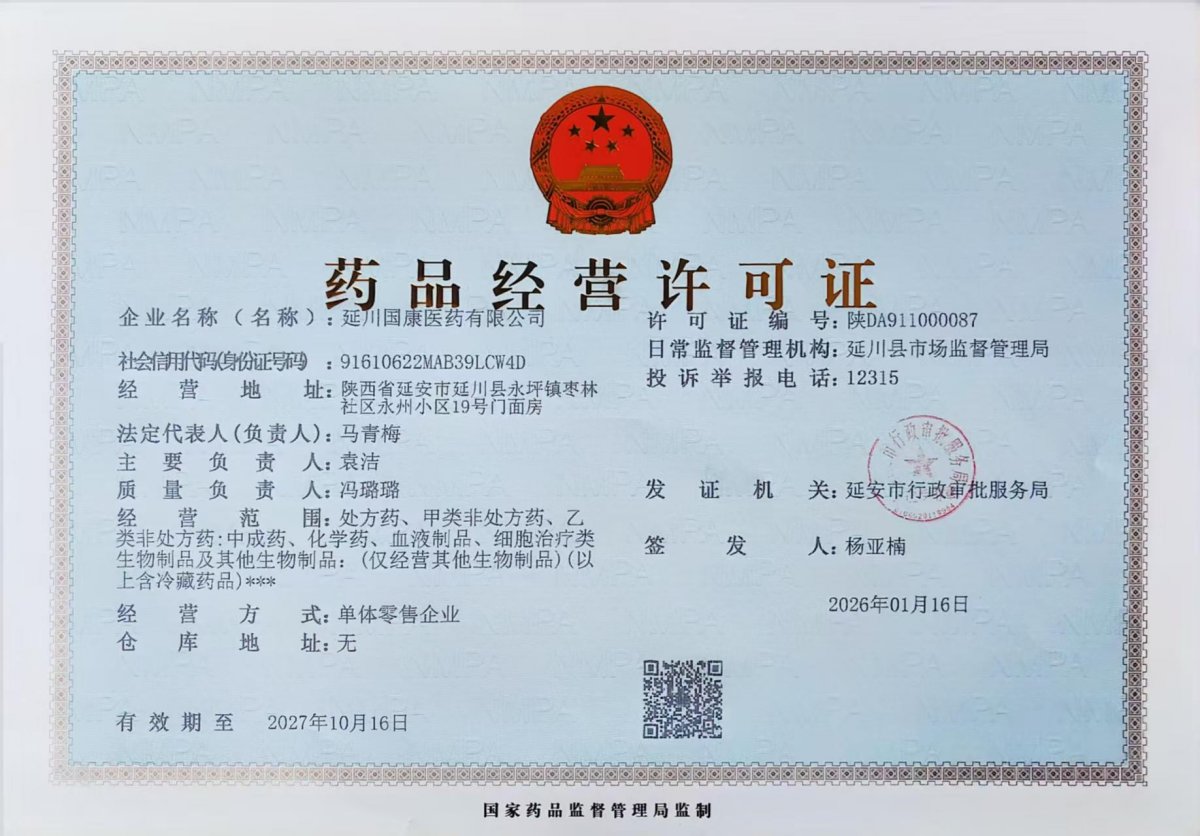 药品经营许可证
企业名称（名称）：延川国康医药有限公司
社会信用代码(身份证号码)：91610622MAB39LCW4D
经营地址：陕西省延安市延川县永坪镇枣林
社区永州小区19号门面房
法定代表人(负责人)：马青梅
主要负责人：袁洁
质量负责人：冯璐璐
经营范围：处方药、甲类非处方药、乙
类非处方药:中成药、化学药、血液制品、细胞治疗类
生物制品及其他生物制品：(仅经营其他生物制品)(以
上含冷藏药品)***
经营方式：单体零售企业
仓库地址：无
有效期至 2027年10月16日
许可证编号：陕DA911000087
日常监督管理机构：延川县市场监督管理局
投诉举报电话：12315
发证机关：延安市行政审批服务局
签发人：杨亚楠
2026年01月16日
国家药品监督管理局监制